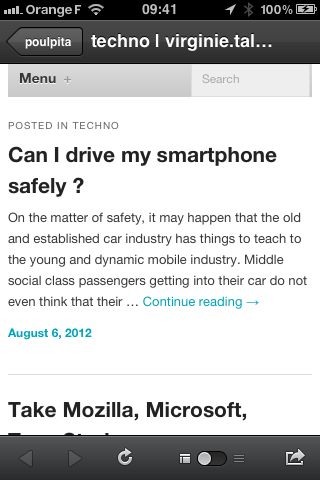 Orange F 09:41 100%
poulpita techno | virginie.tal...
Menu + Search
POSTED IN TECHNO
Can I drive my smartphone
safely ?
On the matter of safety, it may happen that the old
and established car industry has things to teach to
the young and dynamic mobile industry. Middle
social class passengers getting into their car do not
even think that their … Continue reading →
August 6, 2012
Take Mozilla, Microsoft,